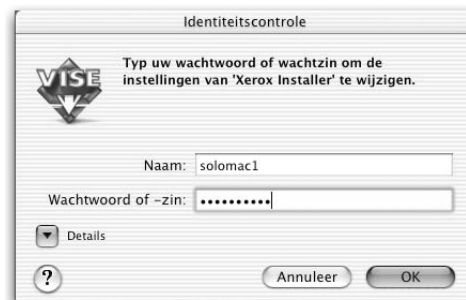 Identiteitscontrole
VISE
Typ uw wachtwoord of wachtzin om de
instellingen van 'Xerox Installer' te wijzigen.
Naam: solomac1
Wachtwoord of -zin: ••••••••••
Details
? Annuleer OK